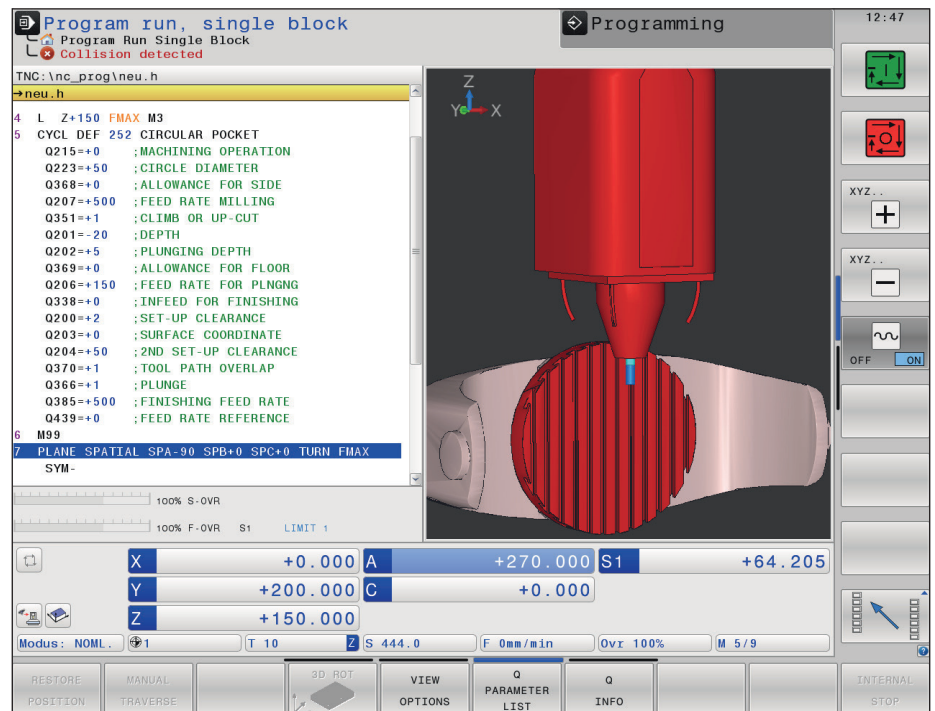 Program run, single block
Program Run Single Block
Collision detected
Programming
12:47
TNC:\nc_prog\neu.h
→neu.h
4 L Z+150 FMAX M3
5 CYCL DEF 252 CIRCULAR POCKET
Q215=+0 ;MACHINING OPERATION
Q223=+50 ;CIRCLE DIAMETER
Q368=+0 ;ALLOWANCE FOR SIDE
Q207=+500 ;FEED RATE MILLING
Q351=+1 ;CLIMB OR UP-CUT
Q201=-20 ;DEPTH
Q202=+5 ;PLUNGING DEPTH
Q369=+0 ;ALLOWANCE FOR FLOOR
Q206=+150 ;FEED RATE FOR PLNGNG
Q338=+0 ;INFEED FOR FINISHING
Q200=+2 ;SET-UP CLEARANCE
Q203=+0 ;SURFACE COORDINATE
Q204=+50 ;2ND SET-UP CLEARANCE
Q370=+1 ;TOOL PATH OVERLAP
Q366=+1 ;PLUNGE
Q385=+500 ;FINISHING FEED RATE
Q439=+0 ;FEED RATE REFERENCE
6 M99
7 PLANE SPATIAL SPA-90 SPB+0 SPC+0 TURN FMAX
SYM-
Z
Y X
100% S-OVR
100% F-OVR S1 LIMIT 1
X +0.000 A +270.000 S1 +64.205
Y +200.000 C +0.000
Z +150.000
Modus: NOML. 1 T 10 Z S 444.0 F 0mm/min Ovr 100% M 5/9
XYZ..
+
XYZ..
−
OFF ON
RESTORE
POSITION
MANUAL
TRAVERSE
3D ROT
VIEW
OPTIONS
Q
PARAMETER
LIST
Q
INFO
INTERNAL
STOP